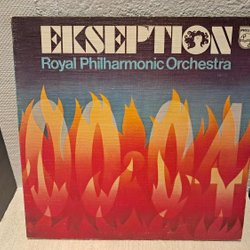 EKSEPTION
Royal Philharmonic Orchestra